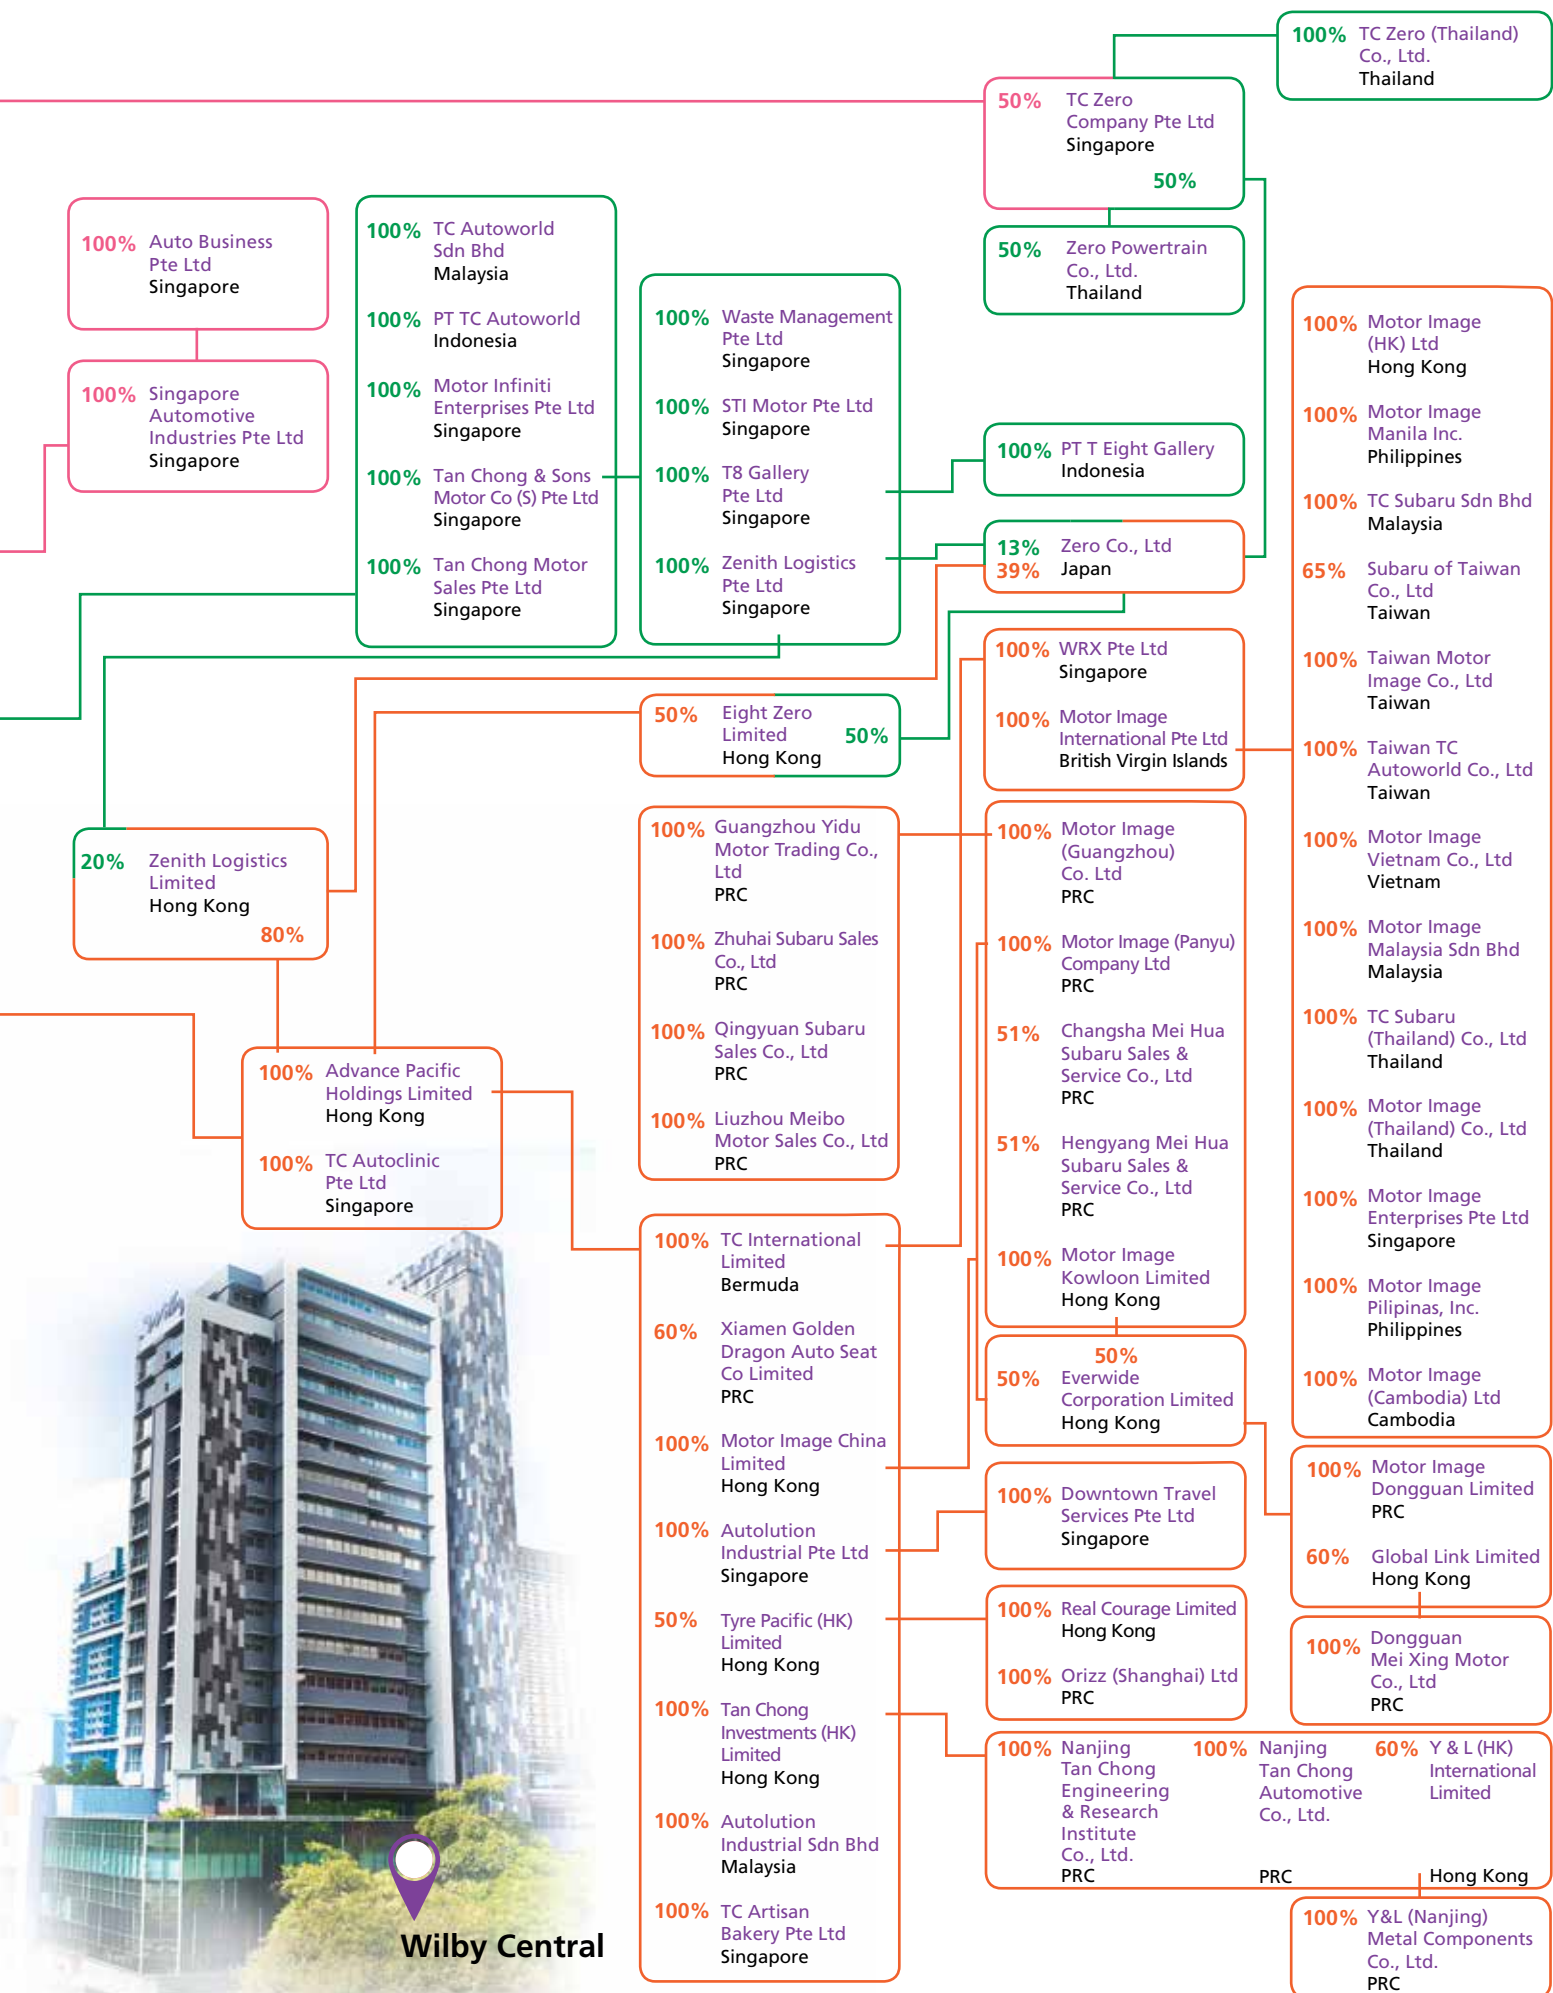 100% TC Zero (Thailand)
Co., Ltd.
Thailand
50% TC Zero
Company Pte Ltd
Singapore
50%
50% Zero Powertrain
Co., Ltd.
Thailand
100% Auto Business
Pte Ltd
Singapore
100% Singapore
Automotive
Industries Pte Ltd
Singapore
100% TC Autoworld
Sdn Bhd
Malaysia
100% PT TC Autoworld
Indonesia
100% Motor Infiniti
Enterprises Pte Ltd
Singapore
100% Tan Chong & Sons
Motor Co (S) Pte Ltd
Singapore
100% Tan Chong Motor
Sales Pte Ltd
Singapore
100% Waste Management
Pte Ltd
Singapore
100% STI Motor Pte Ltd
Singapore
100% T8 Gallery
Pte Ltd
Singapore
100% Zenith Logistics
Pte Ltd
Singapore
100% PT T Eight Gallery
Indonesia
13% Zero Co., Ltd
39% Japan
100% WRX Pte Ltd
Singapore
100% Motor Image
International Pte Ltd
British Virgin Islands
50% Eight Zero
Limited 50%
Hong Kong
20% Zenith Logistics
Limited
Hong Kong
80%
100% Advance Pacific
Holdings Limited
Hong Kong
100% TC Autoclinic
Pte Ltd
Singapore
100% Guangzhou Yidu
Motor Trading Co.,
Ltd
PRC
100% Zhuhai Subaru Sales
Co., Ltd
PRC
100% Qingyuan Subaru
Sales Co., Ltd
PRC
100% Liuzhou Meibo
Motor Sales Co., Ltd
PRC
100% TC International
Limited
Bermuda
60% Xiamen Golden
Dragon Auto Seat
Co Limited
PRC
100% Motor Image China
Limited
Hong Kong
100% Autolution
Industrial Pte Ltd
Singapore
50% Tyre Pacific (HK)
Limited
Hong Kong
100% Tan Chong
Investments (HK)
Limited
Hong Kong
100% Autolution
Industrial Sdn Bhd
Malaysia
100% TC Artisan
Bakery Pte Ltd
Singapore
100% Motor Image
(Guangzhou)
Co. Ltd
PRC
100% Motor Image (Panyu)
Company Ltd
PRC
51% Changsha Mei Hua
Subaru Sales &
Service Co., Ltd
PRC
51% Hengyang Mei Hua
Subaru Sales &
Service Co., Ltd
PRC
100% Motor Image
Kowloon Limited
Hong Kong
50%
50% Everwide
Corporation Limited
Hong Kong
100% Downtown Travel
Services Pte Ltd
Singapore
100% Real Courage Limited
Hong Kong
100% Orizz (Shanghai) Ltd
PRC
100% Motor Image
(HK) Ltd
Hong Kong
100% Motor Image
Manila Inc.
Philippines
100% TC Subaru Sdn Bhd
Malaysia
65% Subaru of Taiwan
Co., Ltd
Taiwan
100% Taiwan Motor
Image Co., Ltd
Taiwan
100% Taiwan TC
Autoworld Co., Ltd
Taiwan
100% Motor Image
Vietnam Co., Ltd
Vietnam
100% Motor Image
Malaysia Sdn Bhd
Malaysia
100% TC Subaru
(Thailand) Co., Ltd
Thailand
100% Motor Image
(Thailand) Co., Ltd
Thailand
100% Motor Image
Enterprises Pte Ltd
Singapore
100% Motor Image
Pilipinas, Inc.
Philippines
100% Motor Image
(Cambodia) Ltd
Cambodia
100% Motor Image
Dongguan Limited
PRC
60% Global Link Limited
Hong Kong
100% Dongguan
Mei Xing Motor
Co., Ltd
PRC
100% Nanjing
Tan Chong
Engineering
& Research
Institute
Co., Ltd.
PRC
100% Nanjing
Tan Chong
Automotive
Co., Ltd.
PRC
60% Y & L (HK)
International
Limited
Hong Kong
100% Y&L (Nanjing)
Metal Components
Co., Ltd.
PRC
Wilby
Wilby Central